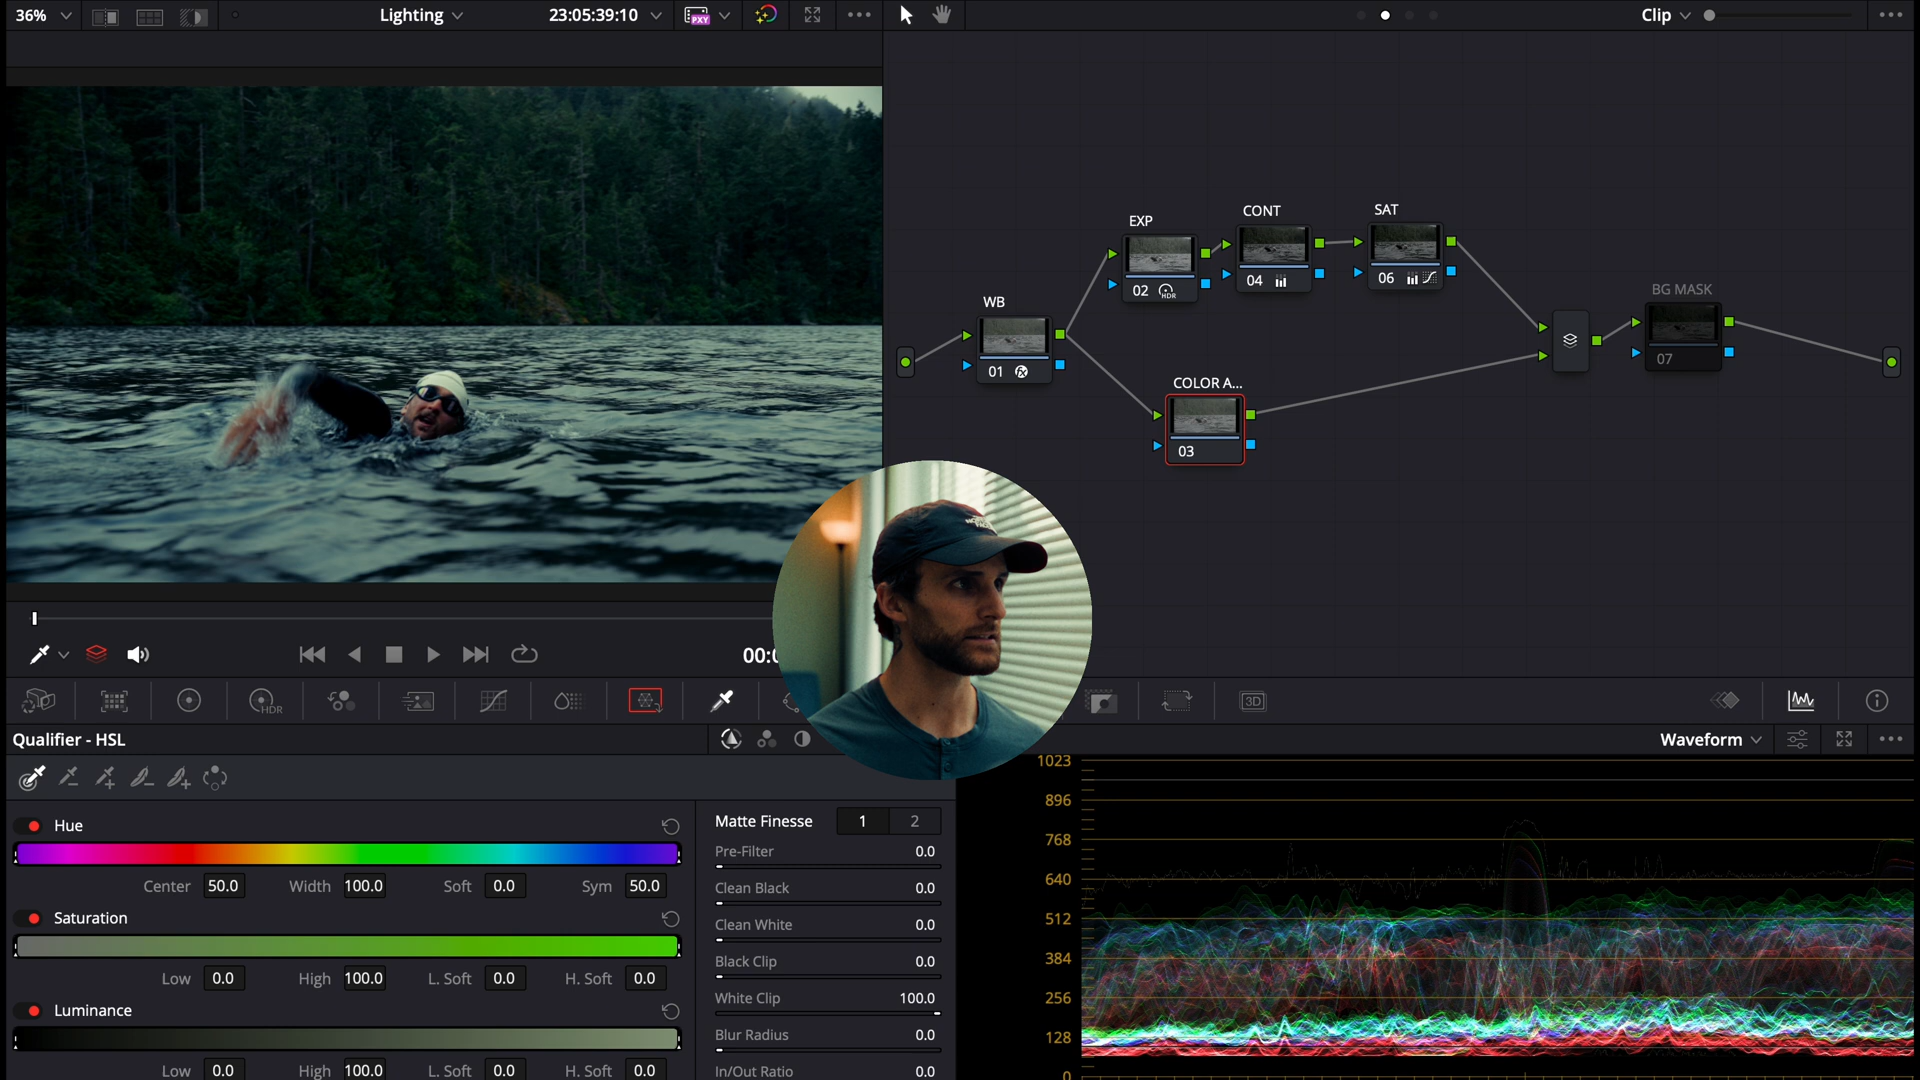 36%
Lighting
23:05:39:10
PXY
Clip
EXP
CONT
SAT
02 HDR
04
06
WB
BG MASK
01
07
COLOR A...
03
00:0
HDR
3D
Qualifier - HSL
Waveform
Hue
Center 50.0 Width 100.0 Soft 0.0 Sym 50.0
Saturation
Low 0.0 High 100.0 L. Soft 0.0 H. Soft 0.0
Luminance
Low 0.0 High 100.0 L. Soft 0.0 H. Soft 0.0
Matte Finesse 1 2
Pre-Filter 0.0
Clean Black 0.0
Clean White 0.0
Black Clip 0.0
White Clip 100.0
Blur Radius 0.0
In/Out Ratio 0.0
1023
896
768
640
512
384
256
128
0